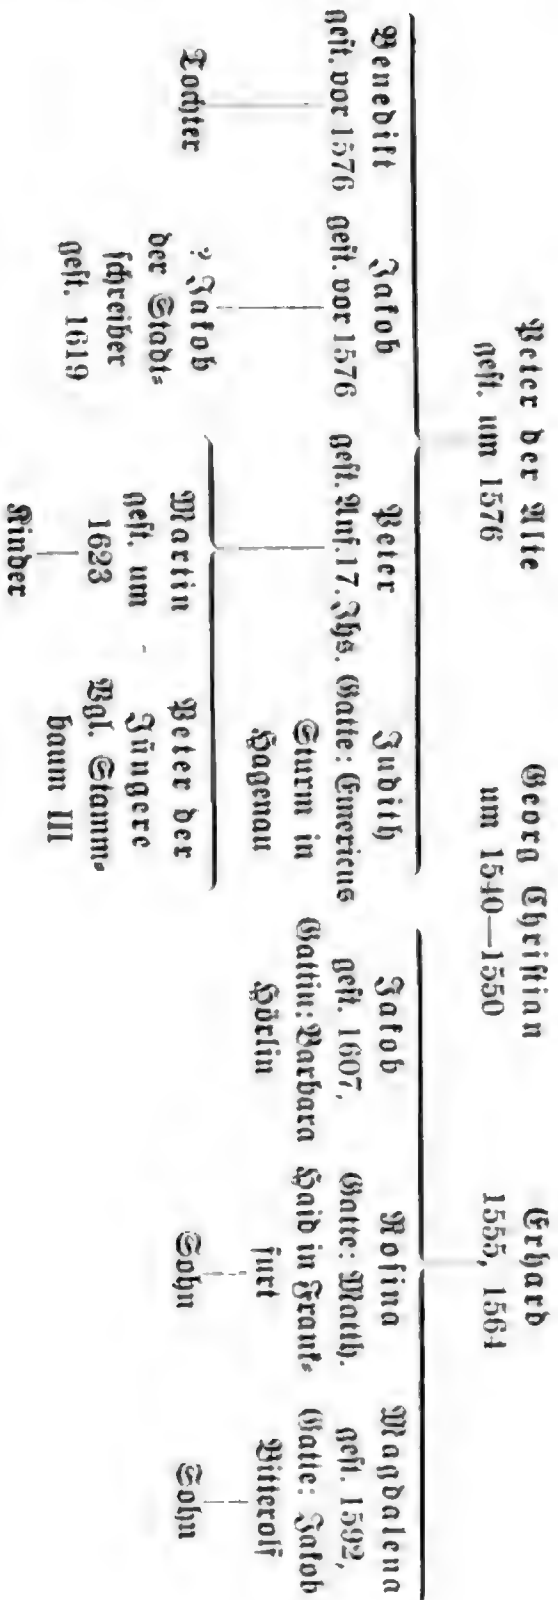 Peter der Alte
gest. um 1576
Georg Christian
um 1540—1550
Erhard
1555, 1564
Benedikt
gest. vor 1576
Tochter
Jakob
gest. vor 1576
? Jakob
der Stadt-
schreiber
gest. 1619
Peter
gest. Anf. 17. Jhs.
Martin
gest. um
1623
Kinder
Peter der
Jüngere
Vgl. Stamm-
baum III
Judith
Gatte: Emericus
Sturm in
Hagenau
Jakob
gest. 1607,
Gattin: Barbara
Hörlin
Rosina
Gatte: Matth.
Haid in Frank-
furt
Sohn
Magdalena
gest. 1592,
Gatte: Jakob
Bitterolf
Sohn